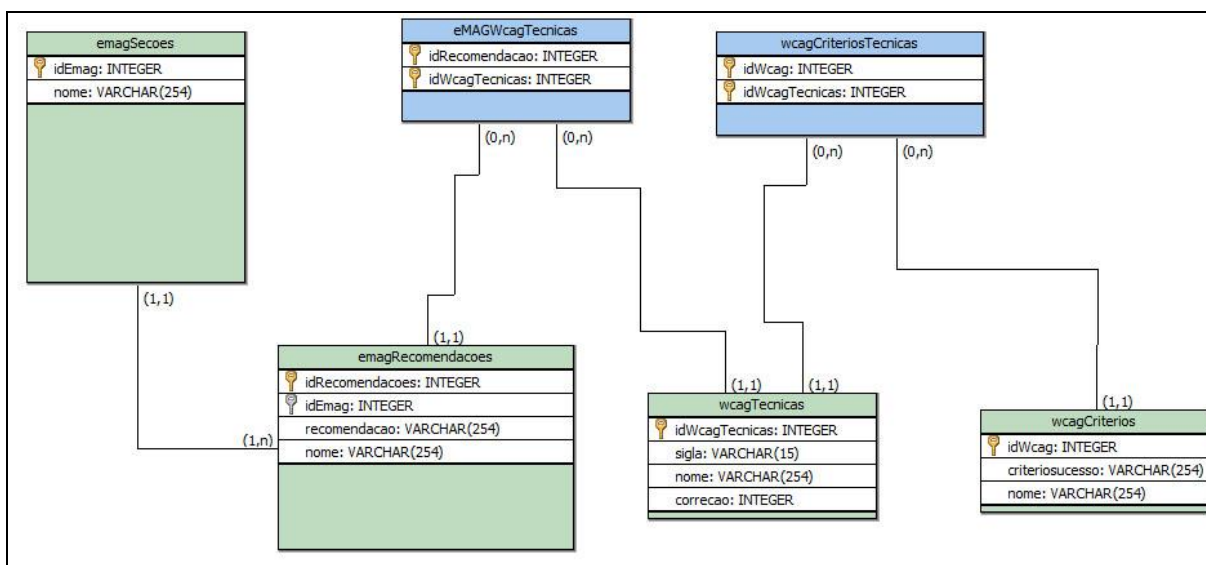 emagSecoes
idEmag: INTEGER
nome: VARCHAR(254)
eMAGWcagTecnicas
idRecomendacao: INTEGER
idWcagTecnicas: INTEGER
wcagCriteriosTecnicas
idWcag: INTEGER
idWcagTecnicas: INTEGER
(0,n)
(0,n)
(0,n)
(0,n)
(1,1)
(1,1)
(1,n)
emagRecomendacoes
idRecomendacoes: INTEGER
idEmag: INTEGER
recomendacao: VARCHAR(254)
nome: VARCHAR(254)
(1,1)
(1,1)
wcagTecnicas
idWcagTecnicas: INTEGER
sigla: VARCHAR(15)
nome: VARCHAR(254)
correcao: INTEGER
(1,1)
wcagCriterios
idWcag: INTEGER
criteriosucesso: VARCHAR(254)
nome: VARCHAR(254)